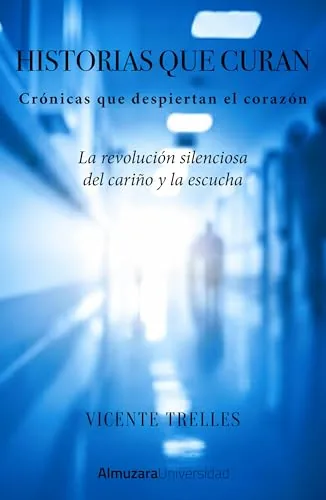 HISTORIAS QUE CURAN
Crónicas que despiertan el corazón
La revolución silenciosa
del cariño y la escucha
VICENTE TRELLES
AlmuzaraUniversidad